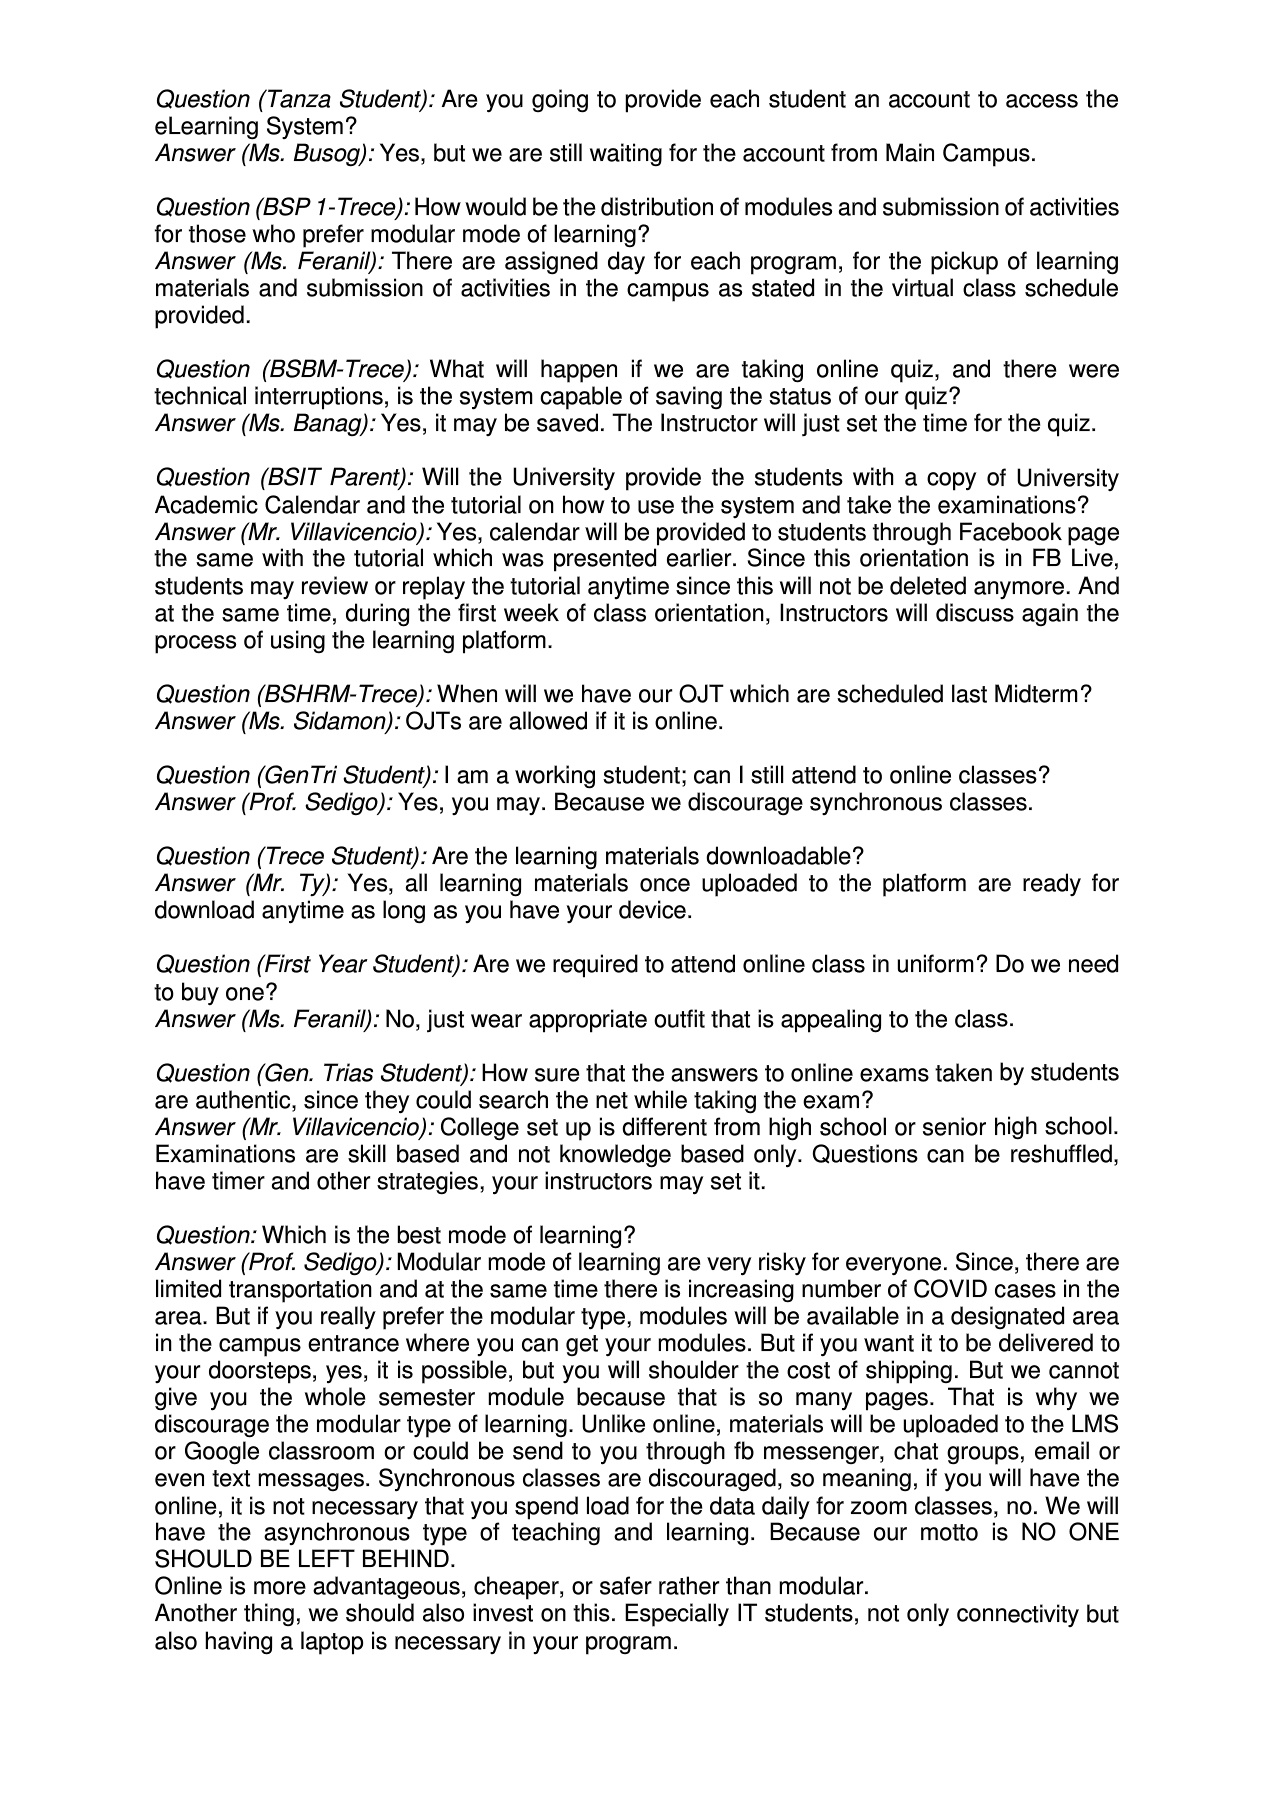 Question (Tanza Student): Are you going to provide each student an account to access the
eLearning System?
Answer (Ms. Busog): Yes, but we are still waiting for the account from Main Campus.
Question (BSP 1-Trece): How would be the distribution of modules and submission of activities
for those who prefer modular mode of learning?
Answer (Ms. Feranil): There are assigned day for each program, for the pickup of learning
materials and submission of activities in the campus as stated in the virtual class schedule
provided.
Question (BSBM-Trece): What will happen if we are taking online quiz, and there were
technical interruptions, is the system capable of saving the status of our quiz?
Answer (Ms. Banag): Yes, it may be saved. The Instructor will just set the time for the quiz.
Question (BSIT Parent): Will the University provide the students with a copy of University
Academic Calendar and the tutorial on how to use the system and take the examinations?
Answer (Mr. Villavicencio): Yes, calendar will be provided to students through Facebook page
the same with the tutorial which was presented earlier. Since this orientation is in FB Live,
students may review or replay the tutorial anytime since this will not be deleted anymore. And
at the same time, during the first week of class orientation, Instructors will discuss again the
process of using the learning platform.
Question (BSHRM-Trece): When will we have our OJT which are scheduled last Midterm?
Answer (Ms. Sidamon): OJTs are allowed if it is online.
Question (GenTri Student): I am a working student; can I still attend to online classes?
Answer (Prof. Sedigo): Yes, you may. Because we discourage synchronous classes.
Question (Trece Student): Are the learning materials downloadable?
Answer (Mr. Ty): Yes, all learning materials once uploaded to the platform are ready for
download anytime as long as you have your device.
Question (First Year Student): Are we required to attend online class in uniform? Do we need
to buy one?
Answer (Ms. Feranil): No, just wear appropriate outfit that is appealing to the class.
Question (Gen. Trias Student): How sure that the answers to online exams taken by students
are authentic, since they could search the net while taking the exam?
Answer (Mr. Villavicencio): College set up is different from high school or senior high school.
Examinations are skill based and not knowledge based only. Questions can be reshuffled,
have timer and other strategies, your instructors may set it.
Question: Which is the best mode of learning?
Answer (Prof. Sedigo): Modular mode of learning are very risky for everyone. Since, there are
limited transportation and at the same time there is increasing number of COVID cases in the
area. But if you really prefer the modular type, modules will be available in a designated area
in the campus entrance where you can get your modules. But if you want it to be delivered to
your doorsteps, yes, it is possible, but you will shoulder the cost of shipping. But we cannot
give you the whole semester module because that is so many pages. That is why we
discourage the modular type of learning. Unlike online, materials will be uploaded to the LMS
or Google classroom or could be send to you through fb messenger, chat groups, email or
even text messages. Synchronous classes are discouraged, so meaning, if you will have the
online, it is not necessary that you spend load for the data daily for zoom classes, no. We will
have the asynchronous type of teaching and learning. Because our motto is NO ONE
SHOULD BE LEFT BEHIND.
Online is more advantageous, cheaper, or safer rather than modular.
Another thing, we should also invest on this. Especially IT students, not only connectivity but
also having a laptop is necessary in your program.